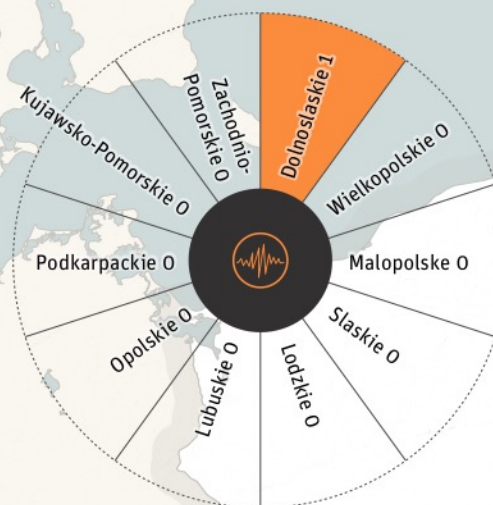 Dolnoslaskie 1
Wielkopolskie 0
Malopolske 0
Slaskie 0
Lodzkie 0
Lubuskie 0
Opolskie 0
Podkarpackie 0
Kujawsko-Pomorskie 0
Zachodnio-
Pomorskie 0